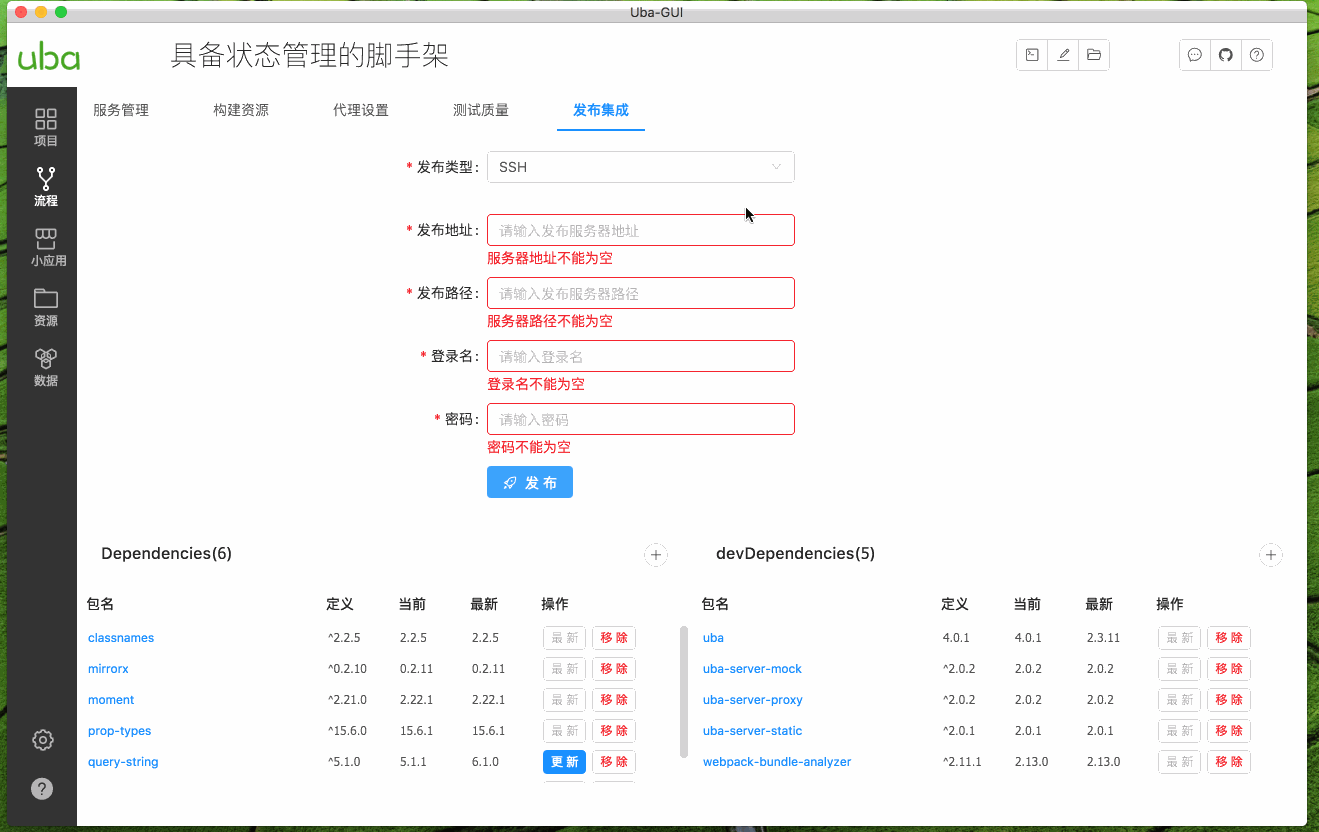 Uba-GUI
uba
具备状态管理的脚手架
服务管理 构建资源 代理设置 测试质量 发布集成
项目
流程
小应用
资源
数据
* 发布类型: SSH
* 发布地址: 请输入发布服务器地址
服务器地址不能为空
* 发布路径: 请输入发布服务器路径
服务器路径不能为空
* 登录名: 请输入登录名
登录名不能为空
* 密码: 请输入密码
密码不能为空
发 布
Dependencies(6)
包名 定义 当前 最新 操作
classnames ^2.2.5 2.2.5 2.2.5 最 新 移 除
mirrorx ^0.2.10 0.2.11 0.2.11 最 新 移 除
moment ^2.21.0 2.22.1 2.22.1 最 新 移 除
prop-types ^15.6.0 15.6.1 15.6.1 最 新 移 除
query-string ^5.1.0 5.1.1 6.1.0 更 新 移 除
devDependencies(5)
包名 定义 当前 最新 操作
uba 4.0.1 4.0.1 2.3.11 最 新 移 除
uba-server-mock ^2.0.2 2.0.2 2.0.2 最 新 移 除
uba-server-proxy ^2.0.2 2.0.2 2.0.2 最 新 移 除
uba-server-static ^2.0.1 2.0.1 2.0.1 最 新 移 除
webpack-bundle-analyzer ^2.11.1 2.13.0 2.13.0 最 新 移 除